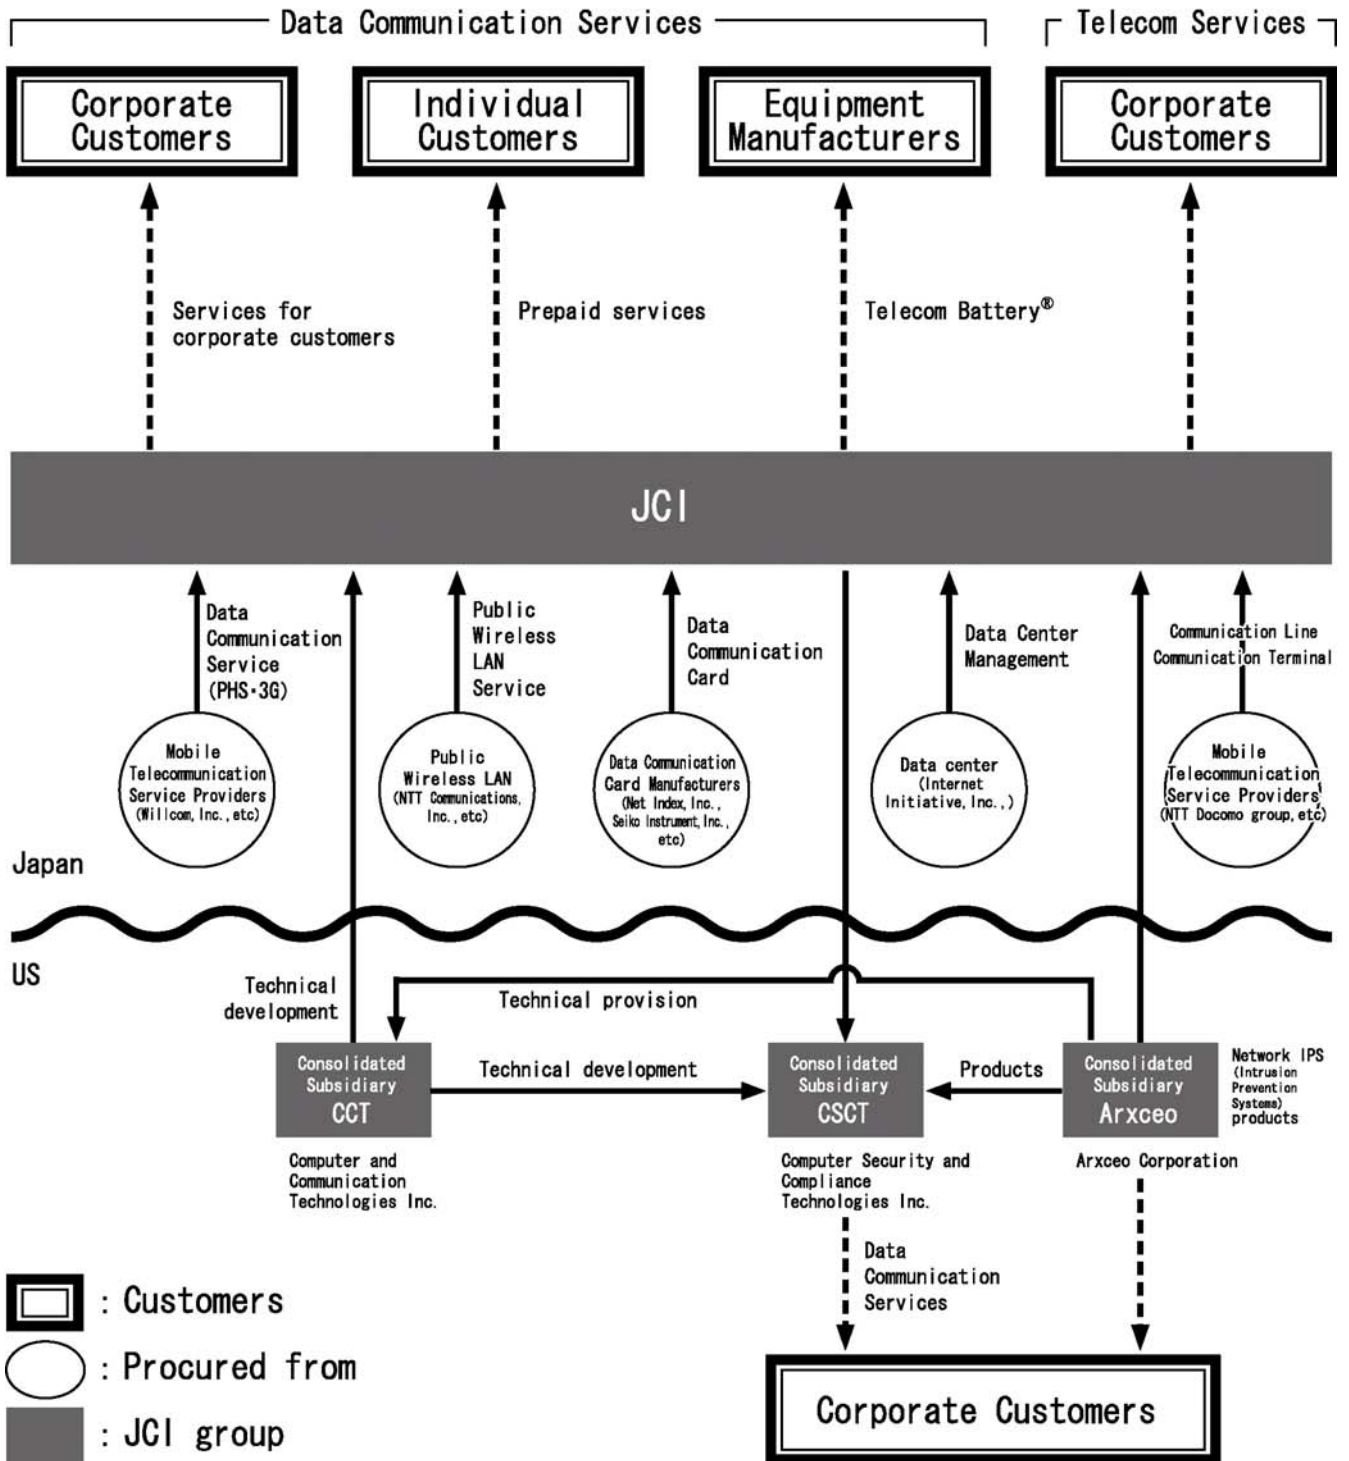 Data Communication Services
Telecom Services
Corporate
Customers
Individual
Customers
Equipment
Manufacturers
Corporate
Customers
Services for
corporate customers
Prepaid services
Telecom Battery®
JCI
Data
Communication
Service
(PHS·3G)
Public
Wireless
LAN
Service
Data
Communication
Card
Data Center
Management
Communication Line
Communication Terminal
Mobile
Telecommunication
Service Providers
(Willcom, Inc., etc)
Public
Wireless LAN
(NTT Communications,
Inc., etc)
Data Communication
Card Manufacturers
(Net Index, Inc.,
Seiko Instrument, Inc.,
etc)
Data center
(Internet
Initiative, Inc.,)
Mobile
Telecommunication
Service Providers
(NTT Docomo group, etc)
Japan
US
Technical
development
Technical provision
Consolidated
Subsidiary
CCT
Technical development
Consolidated
Subsidiary
CSCT
Products
Consolidated
Subsidiary
Arxceo
Network IPS
(Intrusion
Prevention
Systems)
products
Computer and
Communication
Technologies Inc.
Computer Security and
Compliance
Technologies Inc.
Arxceo Corporation
Data
Communication
Services
Corporate Customers
: Customers
: Procured from
: JCI group